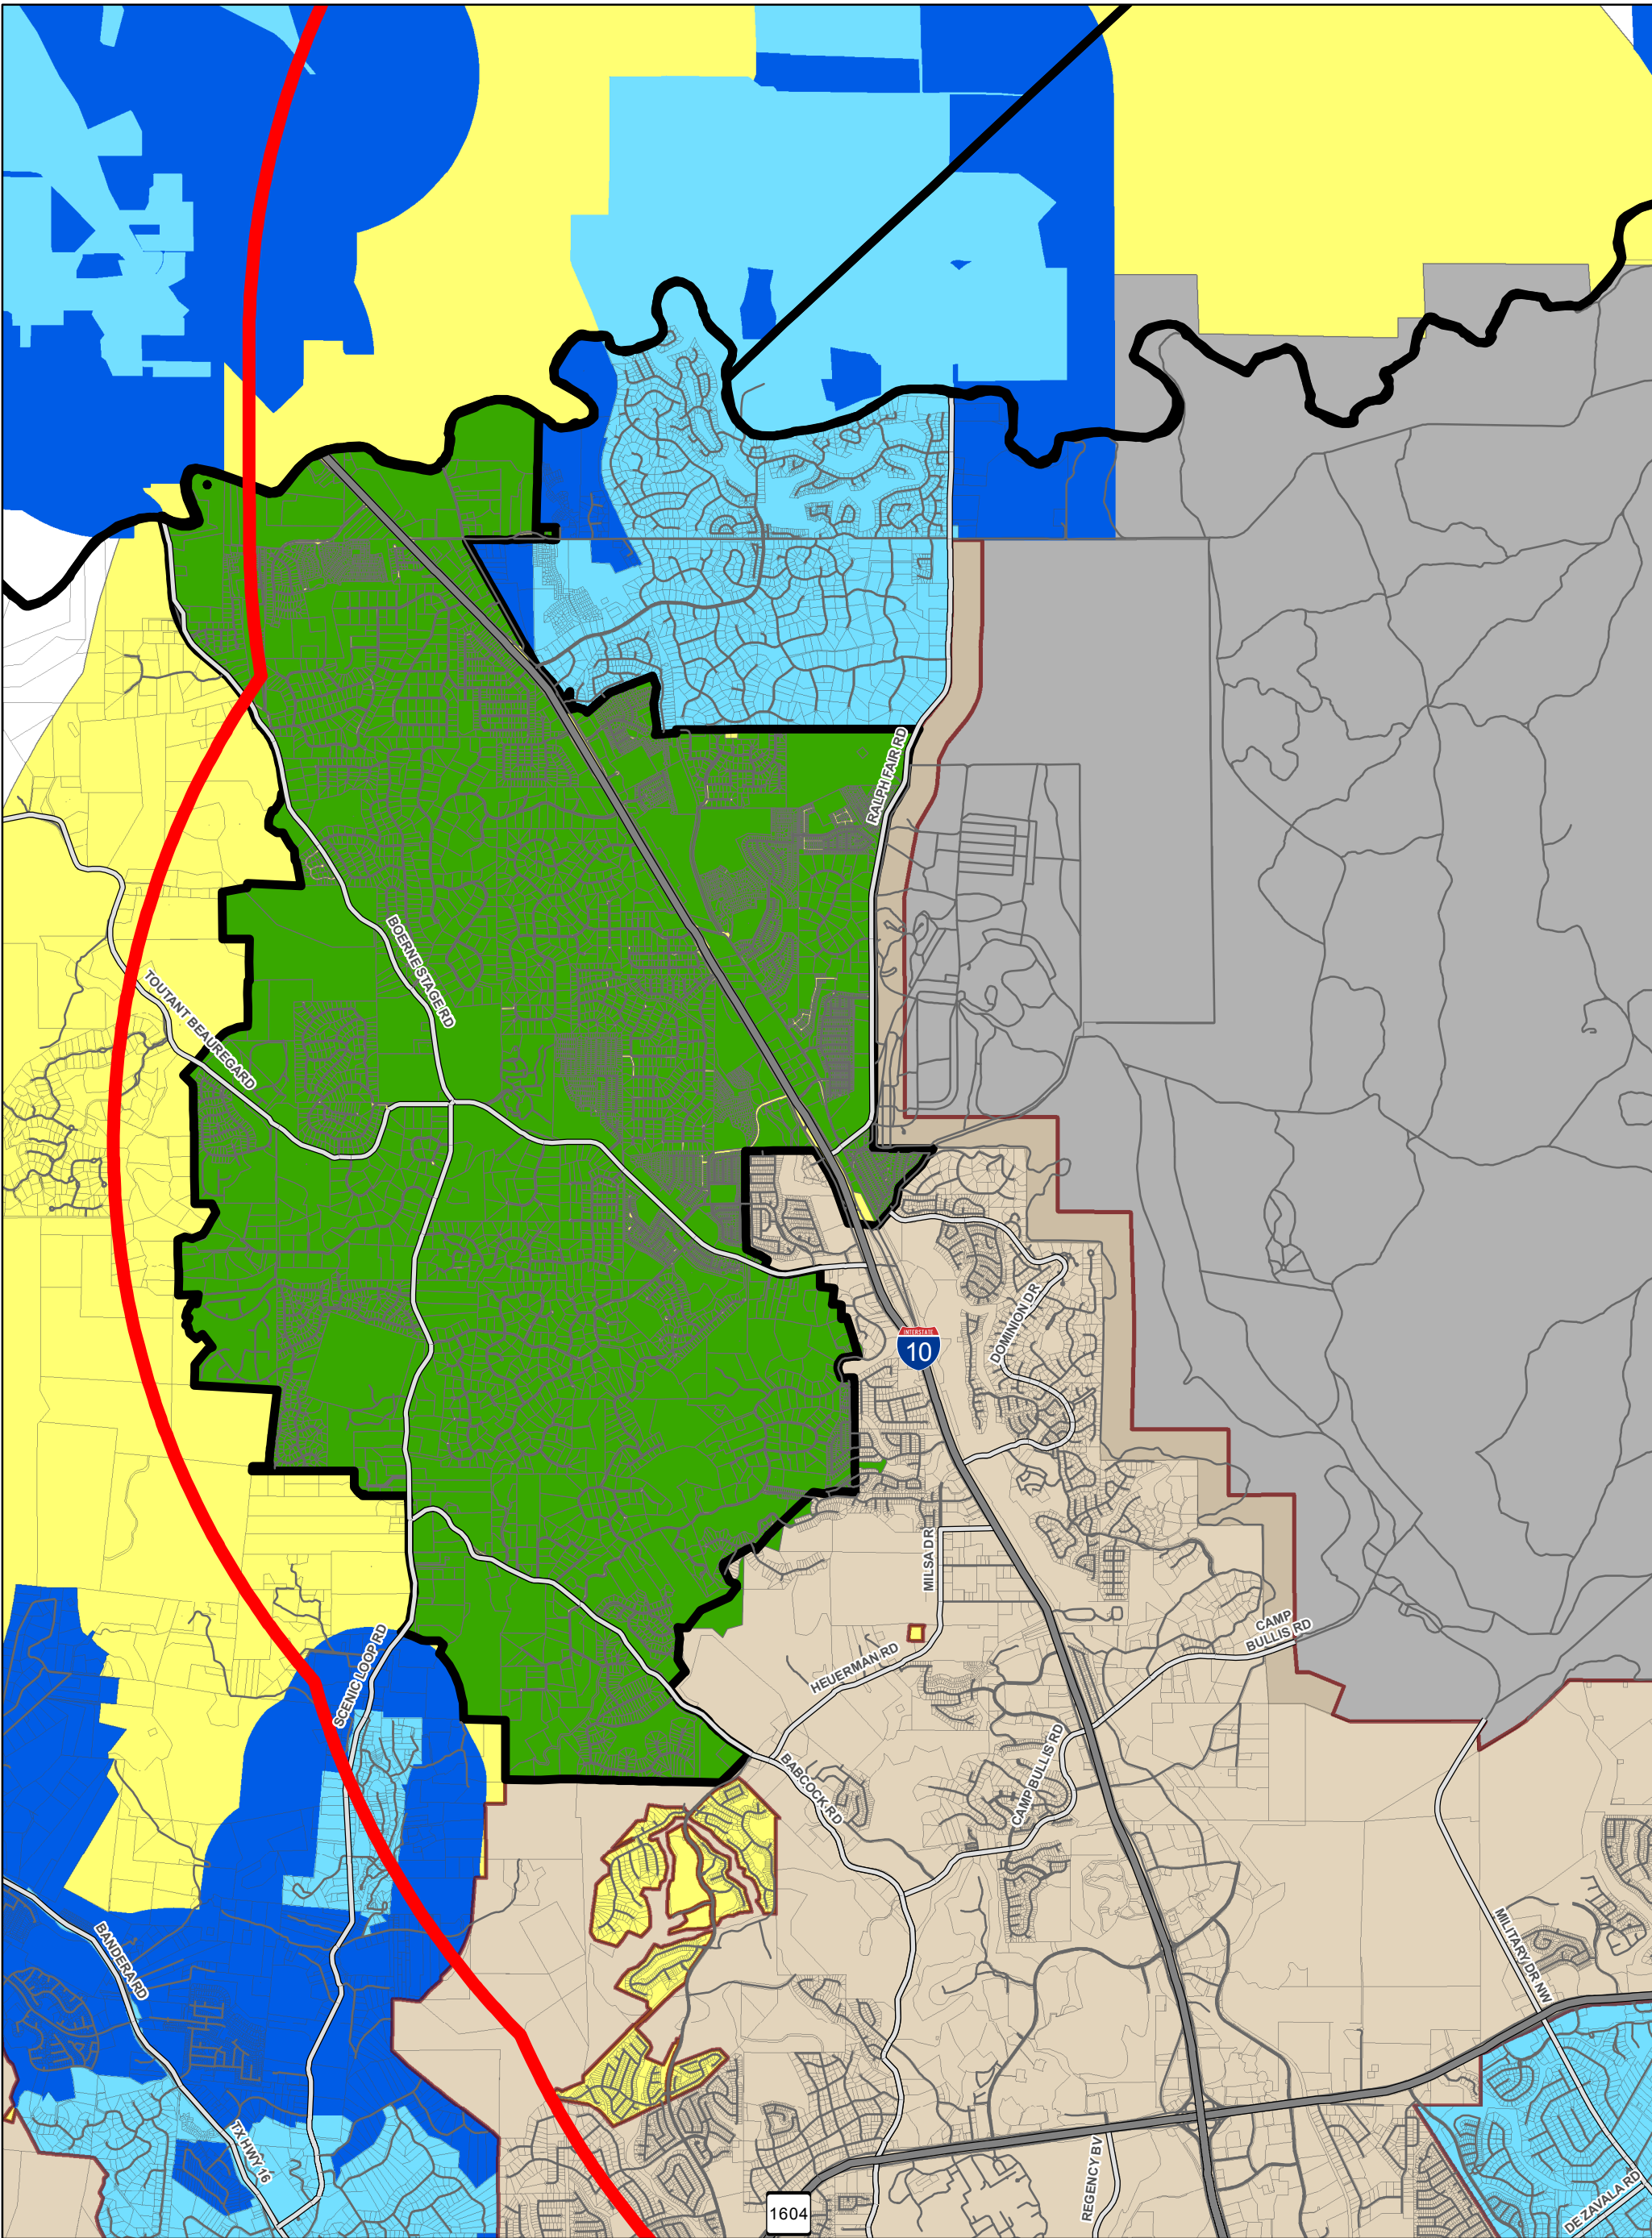 RALPH FAIR RD
BOERNE STAGE RD
TOUTANT BEAUREGARD
DOMINION DR
INTERSTATE
10
MILSA DR
CAMP
BULLIS RD
HEUERMAN RD
SCENIC LOOP RD
CAMP BULLIS RD
BABCOCK RD
BANDERA RD
MILITARY DR NW
TX HWY 16
REGENCY BV
1604
DE ZAVALA RD